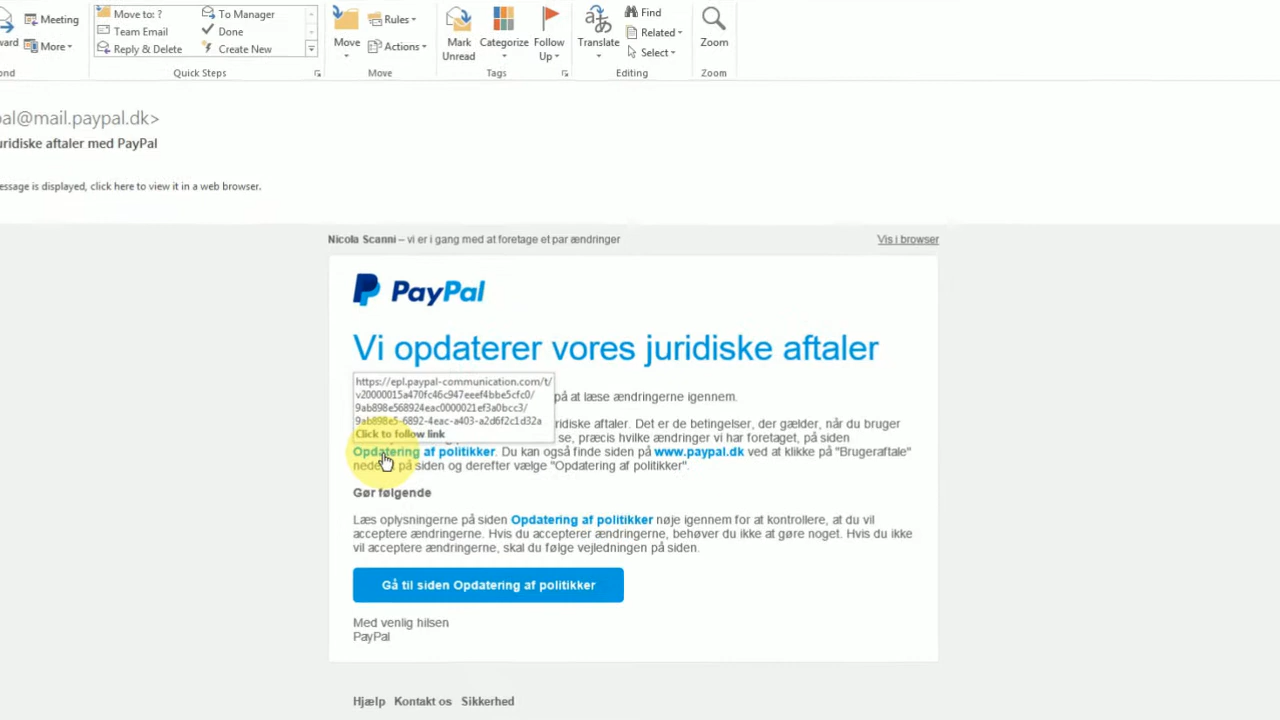 Meeting
Move to: ?
To Manager
Team Email
Done
More
Reply & Delete
Create New
Quick Steps
Move
Rules
Actions
Move
Mark Unread
Categorize
Follow Up
Tags
Translate
Find
Related
Select
Editing
Zoom
Zoom
pal@mail.paypal.dk>
juridiske aftaler med PayPal
essage is displayed, click here to view it in a web browser.
Nicola Scanni – vi er i gang med at foretage et par ændringer
Vis i browser
PayPal
Vi opdaterer vores juridiske aftaler
https://epl.paypal-communication.com/t/
v20000015a470fc46c947eeef4bbe5cfc0/
9ab898e568924eac0000021ef3a0bcc3/
9ab898e5-6892-4eac-a403-a2d6f2c1d32a
Click to follow link
på at læse ændringerne igennem.
ridiske aftaler. Det er de betingelser, der gælder, når du bruger
se, præcis hvilke ændringer vi har foretaget, på siden
Opdatering af politikker. Du kan også finde siden på www.paypal.dk ved at klikke på "Brugeraftale"
nederst på siden og derefter vælge "Opdatering af politikker".
Gør følgende
Læs oplysningerne på siden Opdatering af politikker nøje igennem for at kontrollere, at du vil
acceptere ændringerne. Hvis du accepterer ændringerne, behøver du ikke at gøre noget. Hvis du ikke
vil acceptere ændringerne, skal du følge vejledningen på siden.
Gå til siden Opdatering af politikker
Med venlig hilsen
PayPal
Hjælp Kontakt os Sikkerhed